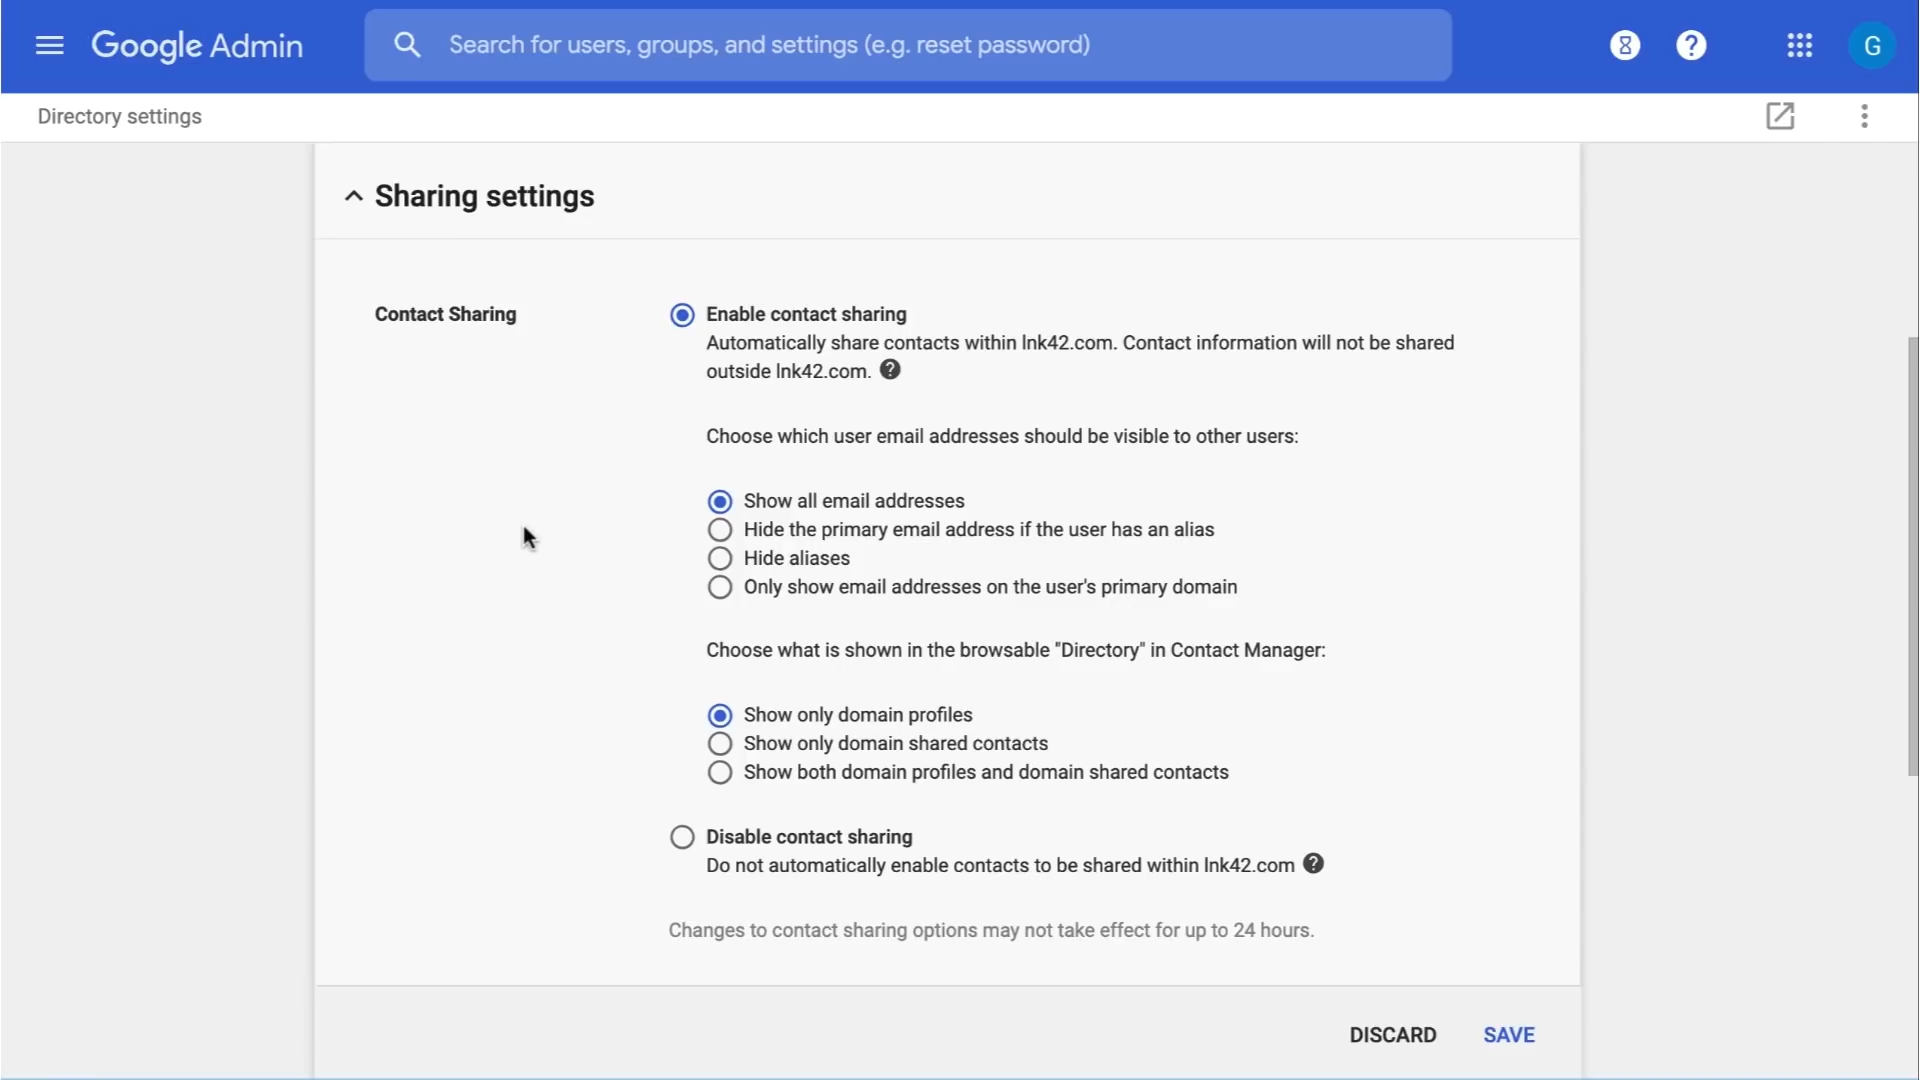 Google Admin
Search for users, groups, and settings (e.g. reset password)
G
Directory settings
Sharing settings
Contact Sharing
Enable contact sharing
Automatically share contacts within lnk42.com. Contact information will not be shared
outside lnk42.com.
Choose which user email addresses should be visible to other users:
Show all email addresses
Hide the primary email address if the user has an alias
Hide aliases
Only show email addresses on the user's primary domain
Choose what is shown in the browsable "Directory" in Contact Manager:
Show only domain profiles
Show only domain shared contacts
Show both domain profiles and domain shared contacts
Disable contact sharing
Do not automatically enable contacts to be shared within lnk42.com
Changes to contact sharing options may not take effect for up to 24 hours.
DISCARD SAVE